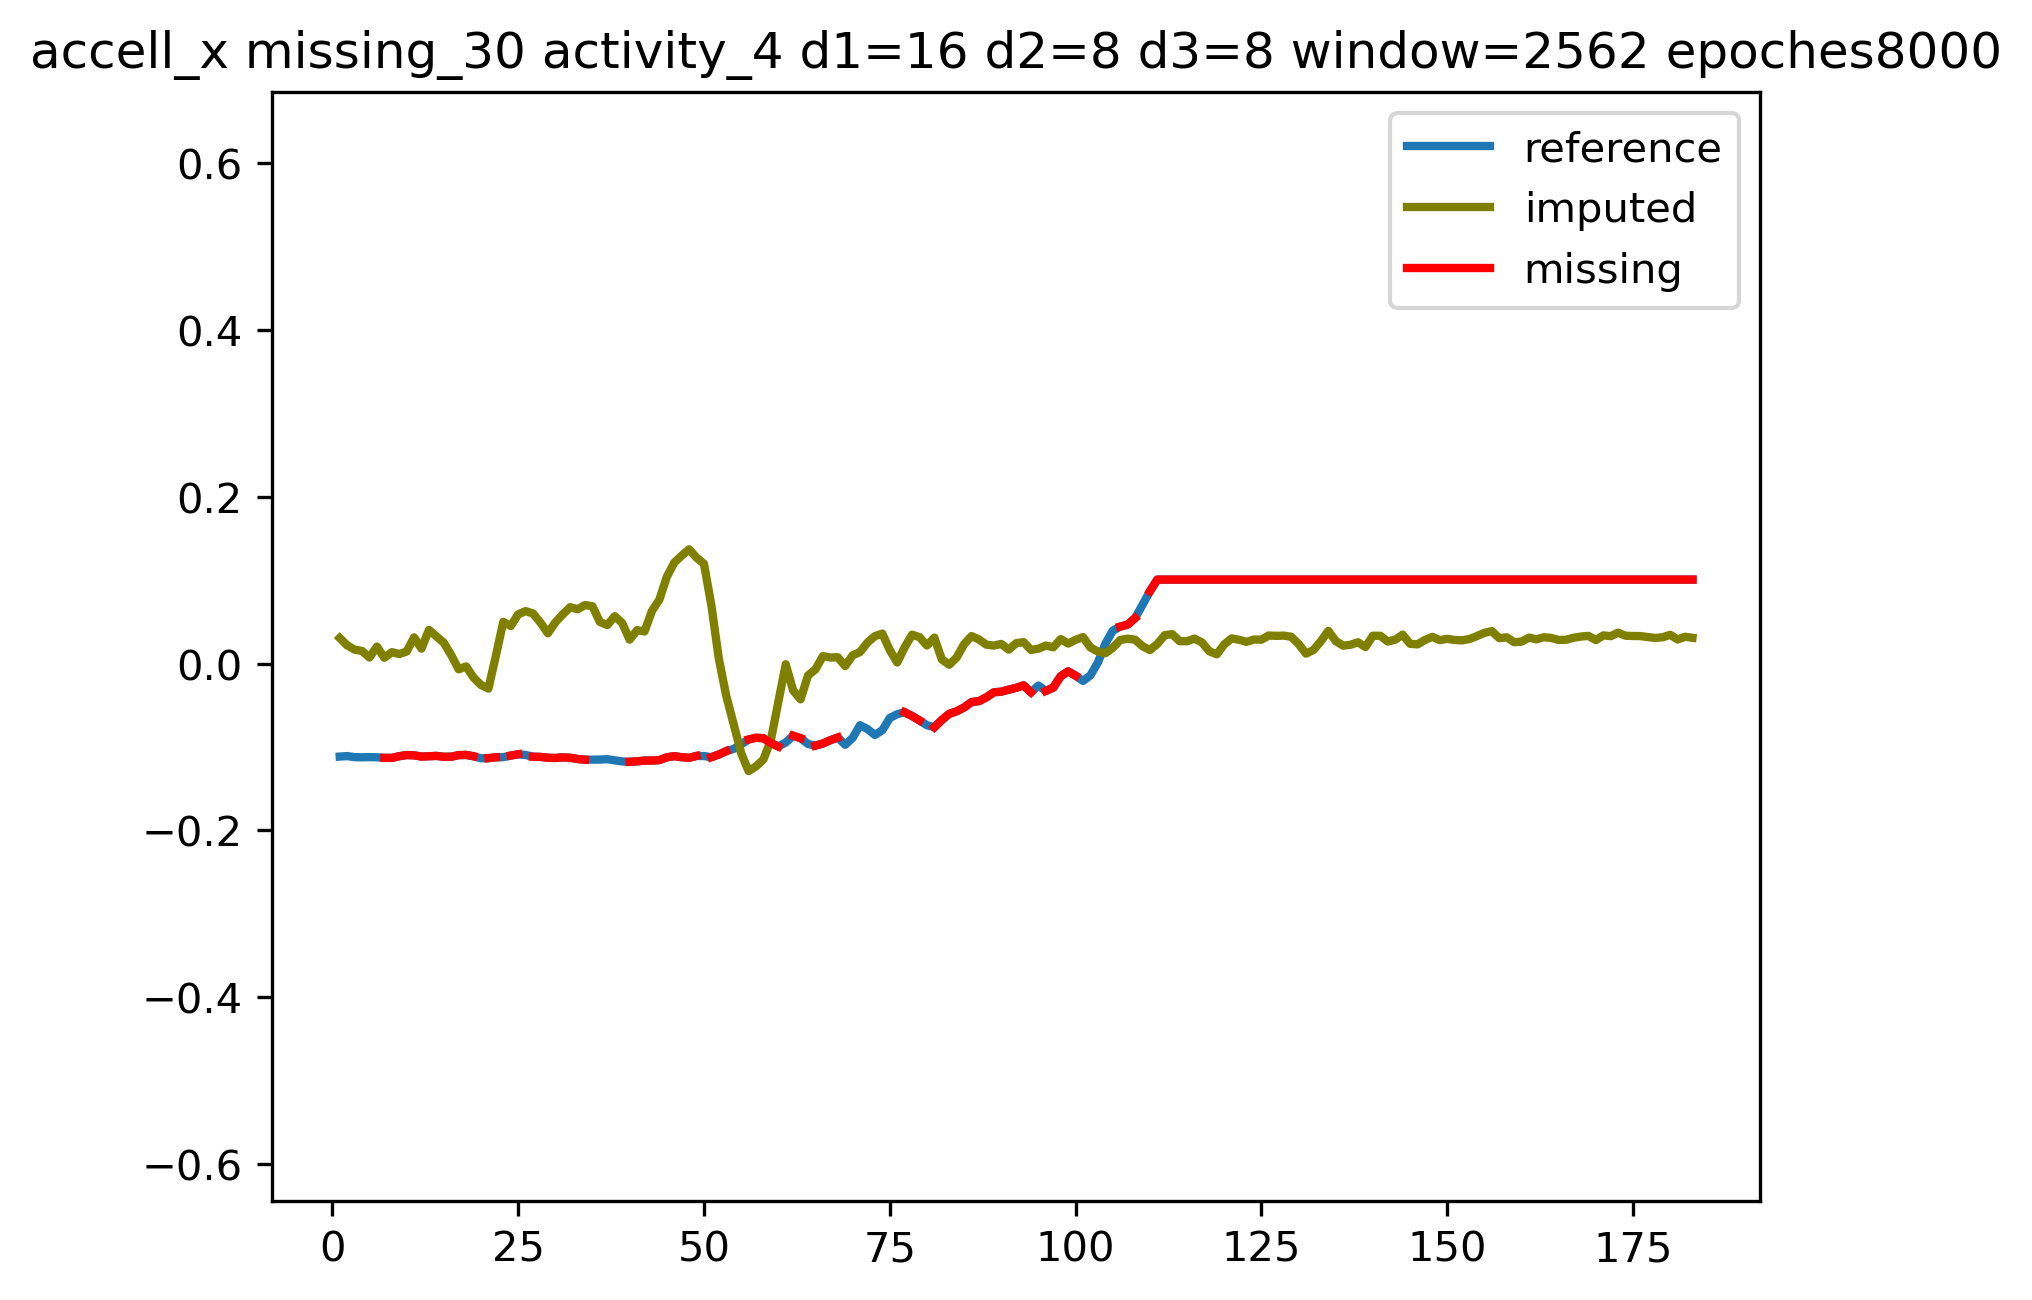 accell_x missing_30 activity_4 d1=16 d2=8 d3=8 window=2562 epoches8000
reference
imputed
missing
0.6
0.4
0.2
0.0
−0.2
−0.4
−0.6
0 25 50 75 100 125 150 175